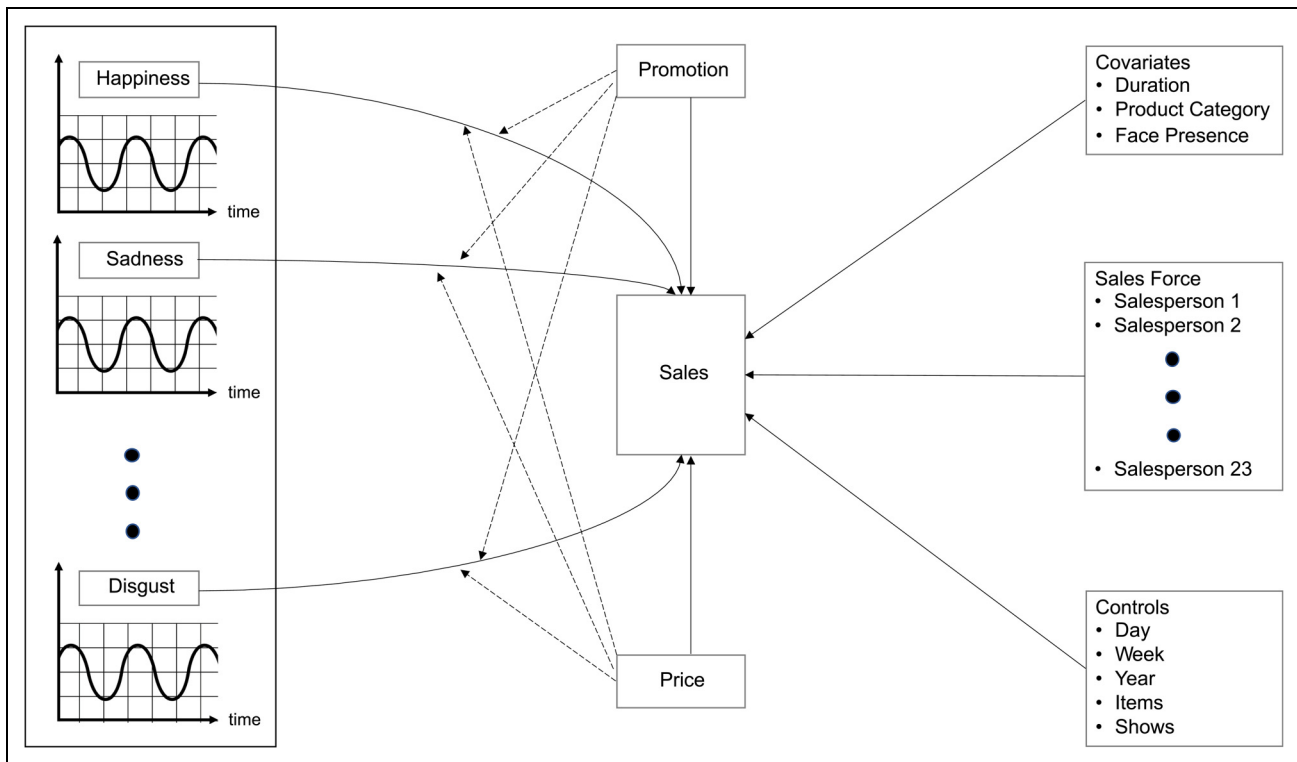 Happiness
time
Sadness
time
Disgust
time
Promotion
Sales
Price
Covariates
• Duration
• Product Category
• Face Presence
Sales Force
• Salesperson 1
• Salesperson 2
• Salesperson 23
Controls
• Day
• Week
• Year
• Items
• Shows